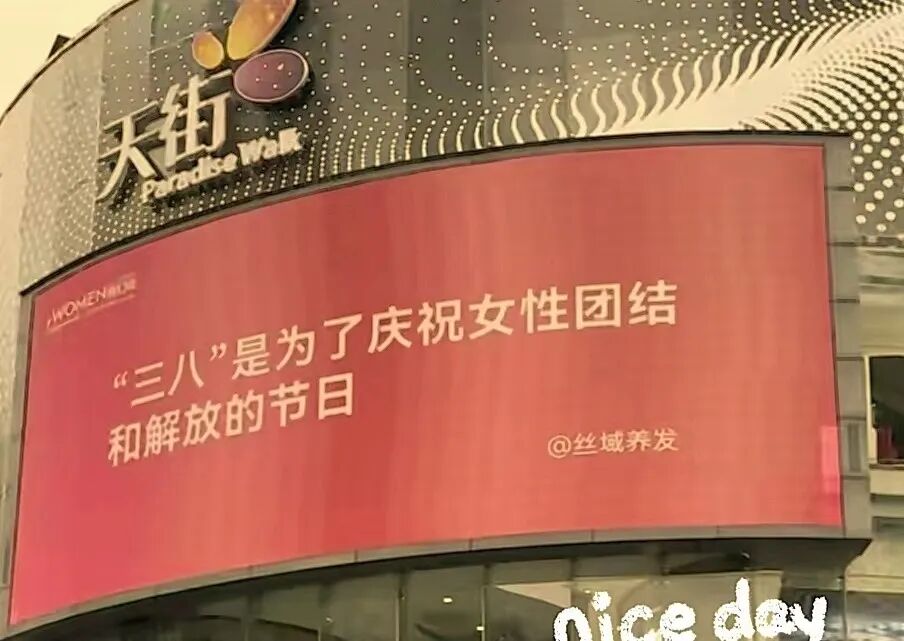 天街
Paradise Walk
WOMEN
“三八”是为了庆祝女性团结
和解放的节日
@丝域养发
nice day